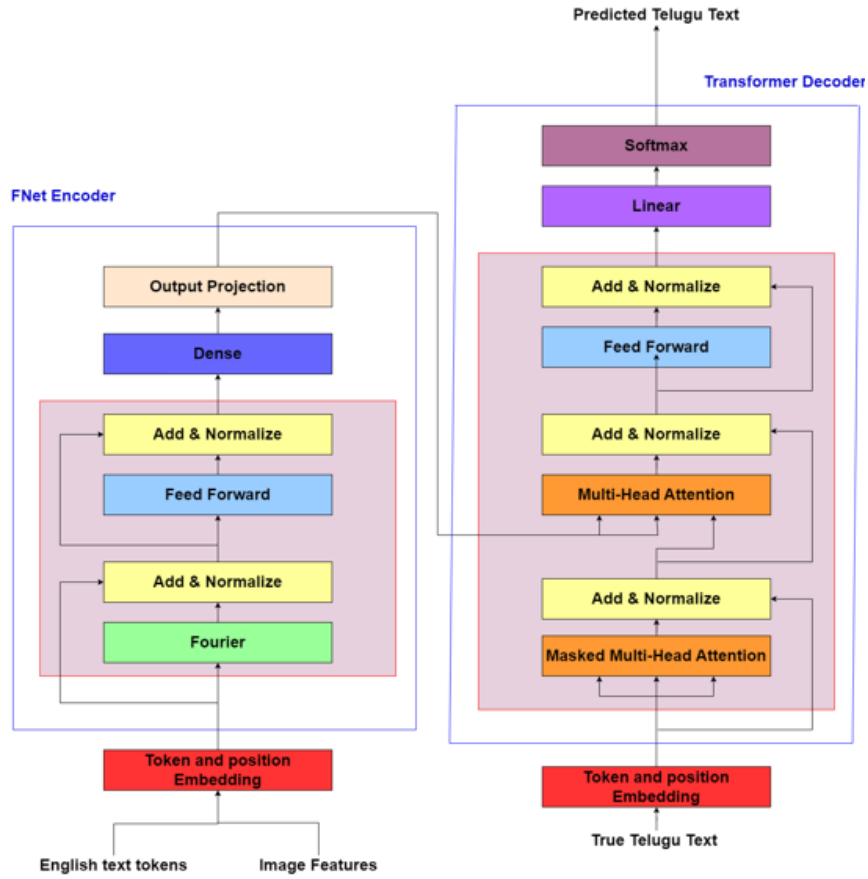 Predicted Telugu Text
Transformer Decoder
Softmax
Linear
Add & Normalize
Feed Forward
Add & Normalize
Multi-Head Attention
Add & Normalize
Masked Multi-Head Attention
Token and position
Embedding
True Telugu Text
FNet Encoder
Output Projection
Dense
Add & Normalize
Feed Forward
Add & Normalize
Fourier
Token and position
Embedding
English text tokens
Image Features